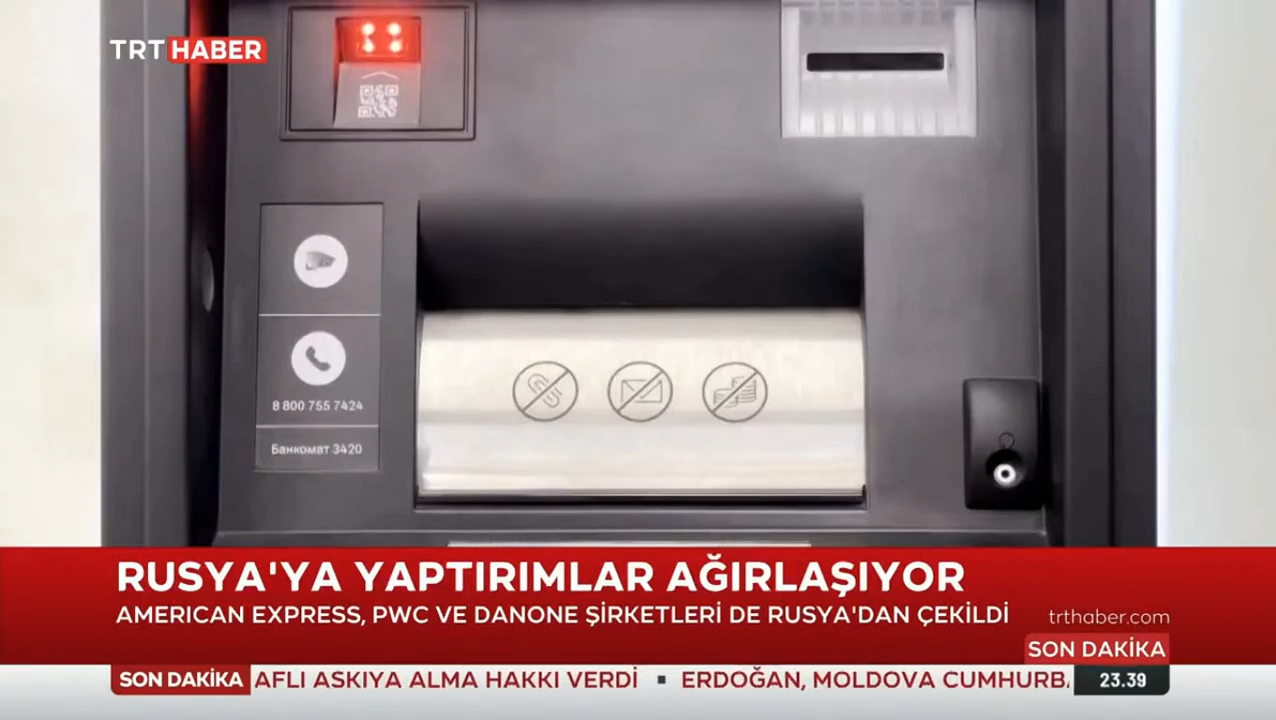 TRT HABER
8 800 755 7424
Банкомат 3420
RUSYA'YA YAPTIRIMLAR AĞIRLAŞIYOR
AMERICAN EXPRESS, PWC VE DANONE ŞİRKETLERİ DE RUSYA'DAN ÇEKİLDİ
trthaber.com
SON DAKİKA
SON DAKİKA AFLI ASKIYA ALMA HAKKI VERDİ ▪ ERDOĞAN, MOLDOVA CUMHURB
23.39